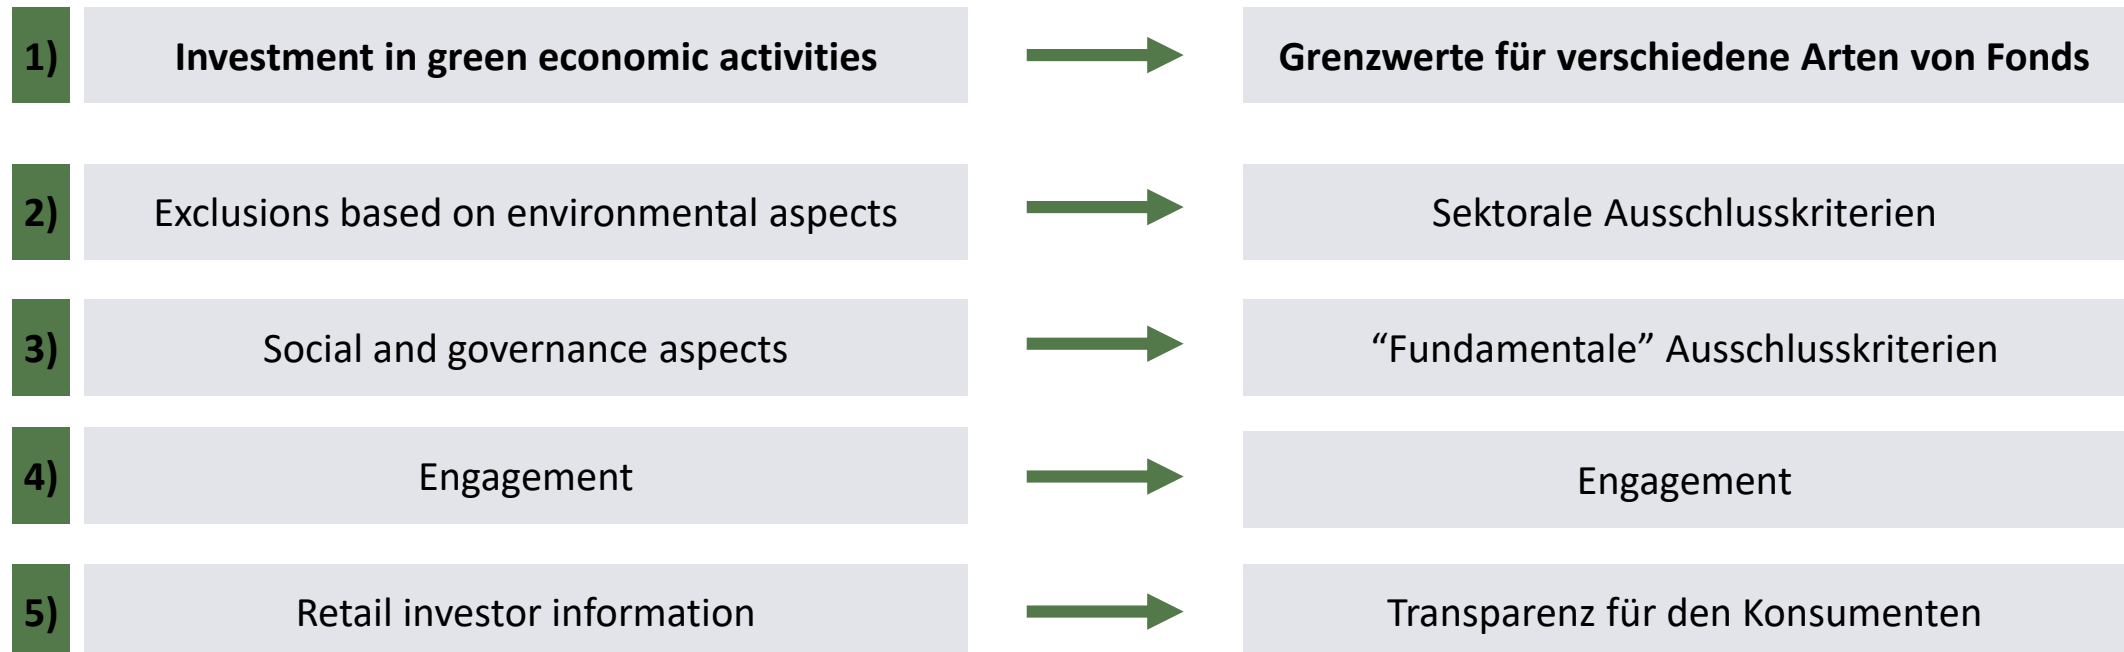 1) Investment in green economic activities Grenzwerte für verschiedene Arten von Fonds
2) Exclusions based on environmental aspects Sektorale Ausschlusskriterien
3) Social and governance aspects “Fundamentale” Ausschlusskriterien
4) Engagement Engagement
5) Retail investor information Transparenz für den Konsumenten